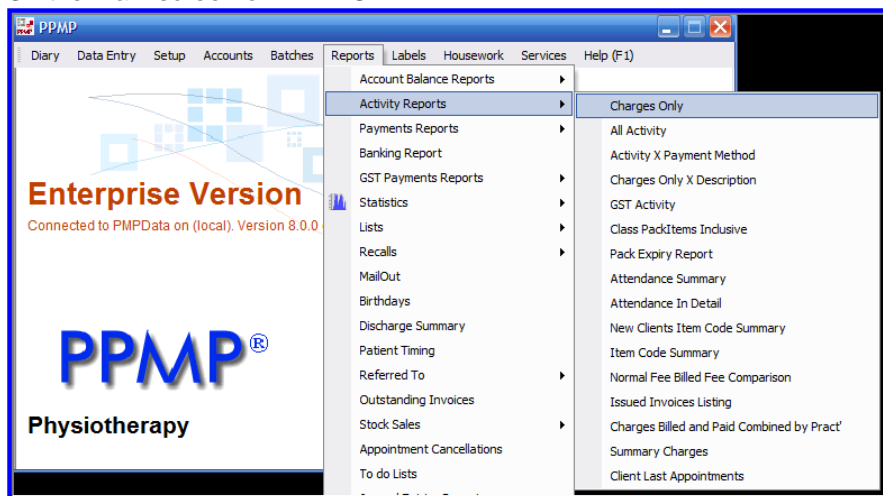 PPMP
Diary Data Entry Setup Accounts Batches Reports Labels Housework Services Help (F1)
Account Balance Reports
Activity Reports
Payments Reports
Banking Report
GST Payments Reports
Statistics
Lists
Recalls
MailOut
Birthdays
Discharge Summary
Patient Timing
Referred To
Outstanding Invoices
Stock Sales
Appointment Cancellations
To do Lists
Charges Only
All Activity
Activity X Payment Method
Charges Only X Description
GST Activity
Class PackItems Inclusive
Pack Expiry Report
Attendance Summary
Attendance In Detail
New Clients Item Code Summary
Item Code Summary
Normal Fee Billed Fee Comparison
Issued Invoices Listing
Charges Billed and Paid Combined by Pract'
Summary Charges
Client Last Appointments
Enterprise Version
Connected to PMPData on (local). Version 8.0.0
PPMP®
Physiotherapy